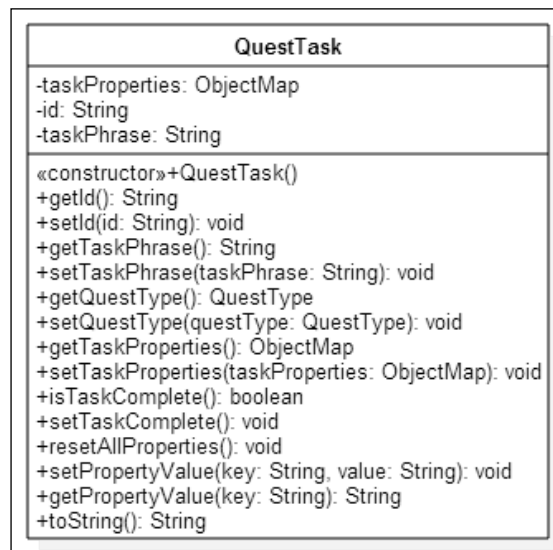 QuestTask
-taskProperties: ObjectMap
-id: String
-taskPhrase: String
«constructor»+QuestTask()
+getId(): String
+setId(id: String): void
+getTaskPhrase(): String
+setTaskPhrase(taskPhrase: String): void
+getQuestType(): QuestType
+setQuestType(questType: QuestType): void
+getTaskProperties(): ObjectMap
+setTaskProperties(taskProperties: ObjectMap): void
+isTaskComplete(): boolean
+setTaskComplete(): void
+resetAllProperties(): void
+setPropertyValue(key: String, value: String): void
+getPropertyValue(key: String): String
+toString(): String